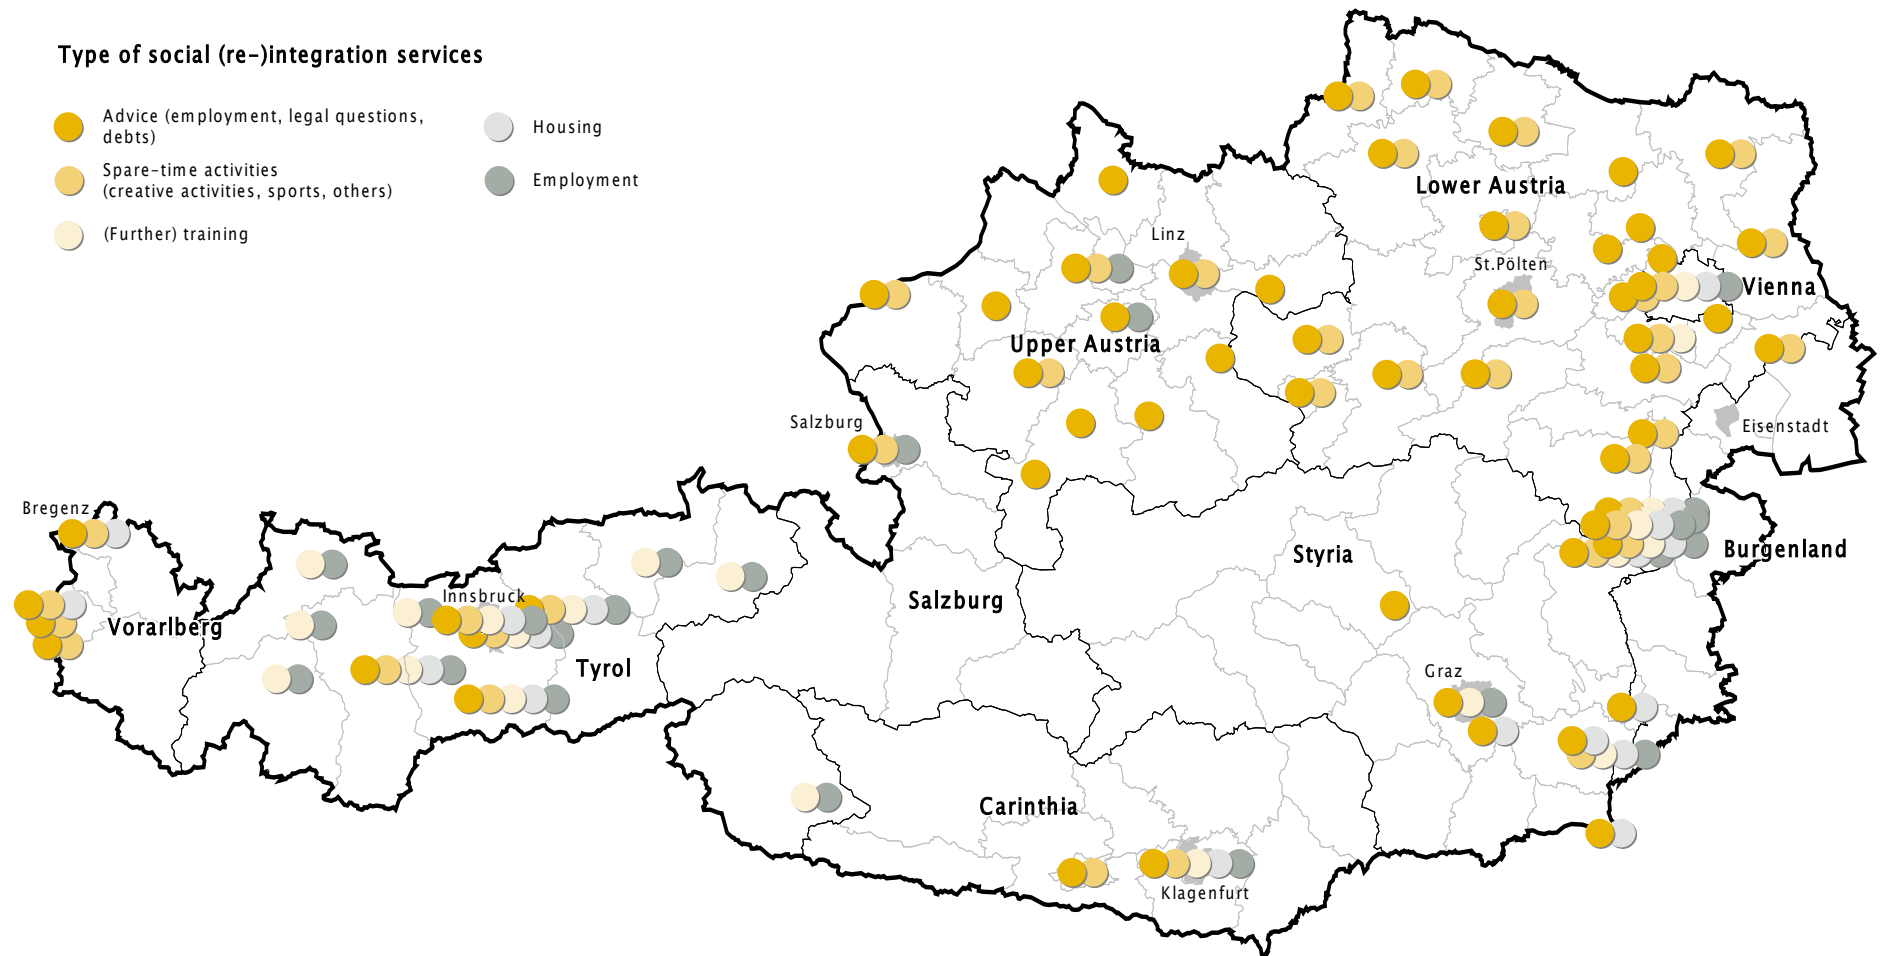 Type of social (re-)integration services
Advice (employment, legal questions,
debts)
Housing
Spare-time activities
(creative activities, sports, others)
Employment
(Further) training
Lower Austria
Linz
St.Pölten
Vienna
Upper Austria
Salzburg
Eisenstadt
Bregenz
Styria
Burgenland
Innsbruck
Salzburg
Vorarlberg
Tyrol
Graz
Carinthia
Klagenfurt